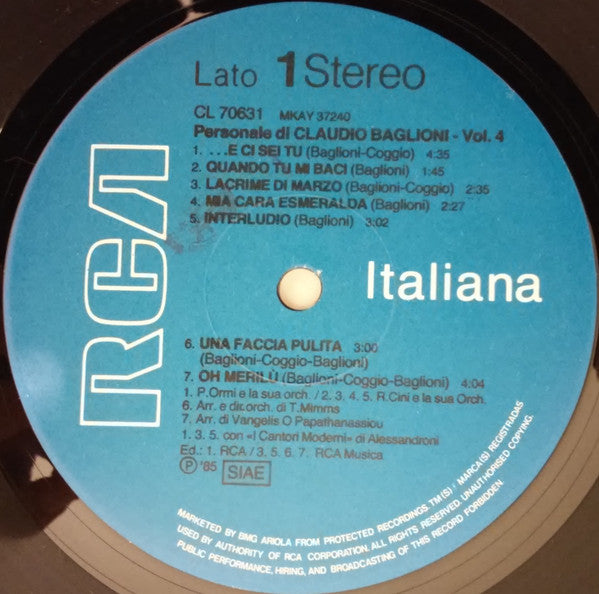 Lato 1 Stereo
CL 70631 MKAY 37240
Personale di CLAUDIO BAGLIONI - Vol. 4
1. ...E CI SEI TU (Baglioni-Coggio) 4:35
2. QUANDO TU MI BACI (Baglioni) 1:45
3. LACRIME DI MARZO (Baglioni-Coggio) 2:35
4. MIA CARA ESMERALDA (Baglioni) 2:27
5. INTERLUDIO (Baglioni) 3:02
RCA
Italiana
6. UNA FACCIA PULITA 3:00
(Baglioni-Coggio-Baglioni)
7. OH MERILÙ (Baglioni-Coggio-Baglioni) 4:04
1. P.Ormi e la sua orch. / 2. 3. 4. 5. R.Cini e la sua Orch.
6. Arr. e dir.orch. di T.Mimms
7. Arr. di Vangelis O Papathanassiou
1. 3. 5. con «I Cantori Moderni» di Alessandroni
Ed.: 1. RCA / 3. 5. 6. 7. RCA Musica
Ⓟ '85 SIAE
MARKETED BY BMG ARIOLA FROM PROTECTED RECORDINGS. TM(S) / MARCA(S) REGISTRADAS
USED BY AUTHORITY OF RCA CORPORATION. ALL RIGHTS RESERVED. UNAUTHORISED COPYING,
PUBLIC PERFORMANCE, HIRING, AND BROADCASTING OF THIS RECORD FORBIDDEN.